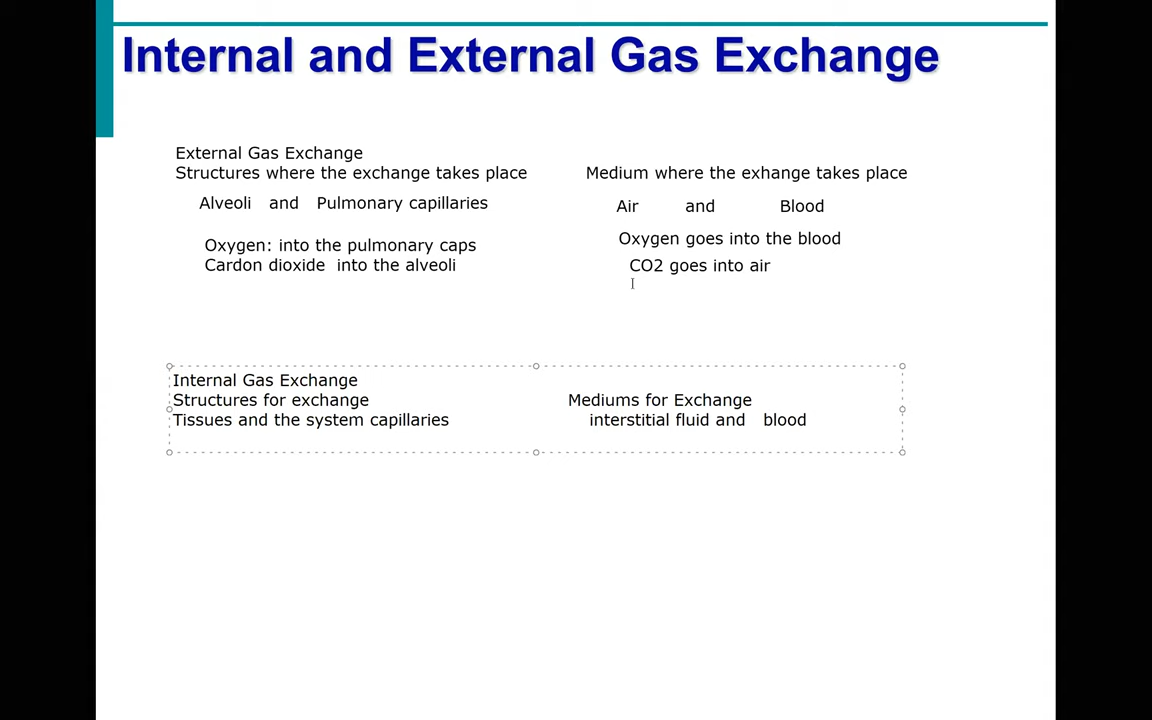 Internal and External Gas Exchange
External Gas Exchange
Structures where the exchange takes place
Medium where the exhange takes place
Alveoli and Pulmonary capillaries
Air and Blood
Oxygen: into the pulmonary caps
Oxygen goes into the blood
Cardon dioxide into the alveoli
CO2 goes into air
Internal Gas Exchange
Structures for exchange
Mediums for Exchange
Tissues and the system capillaries
interstitial fluid and blood